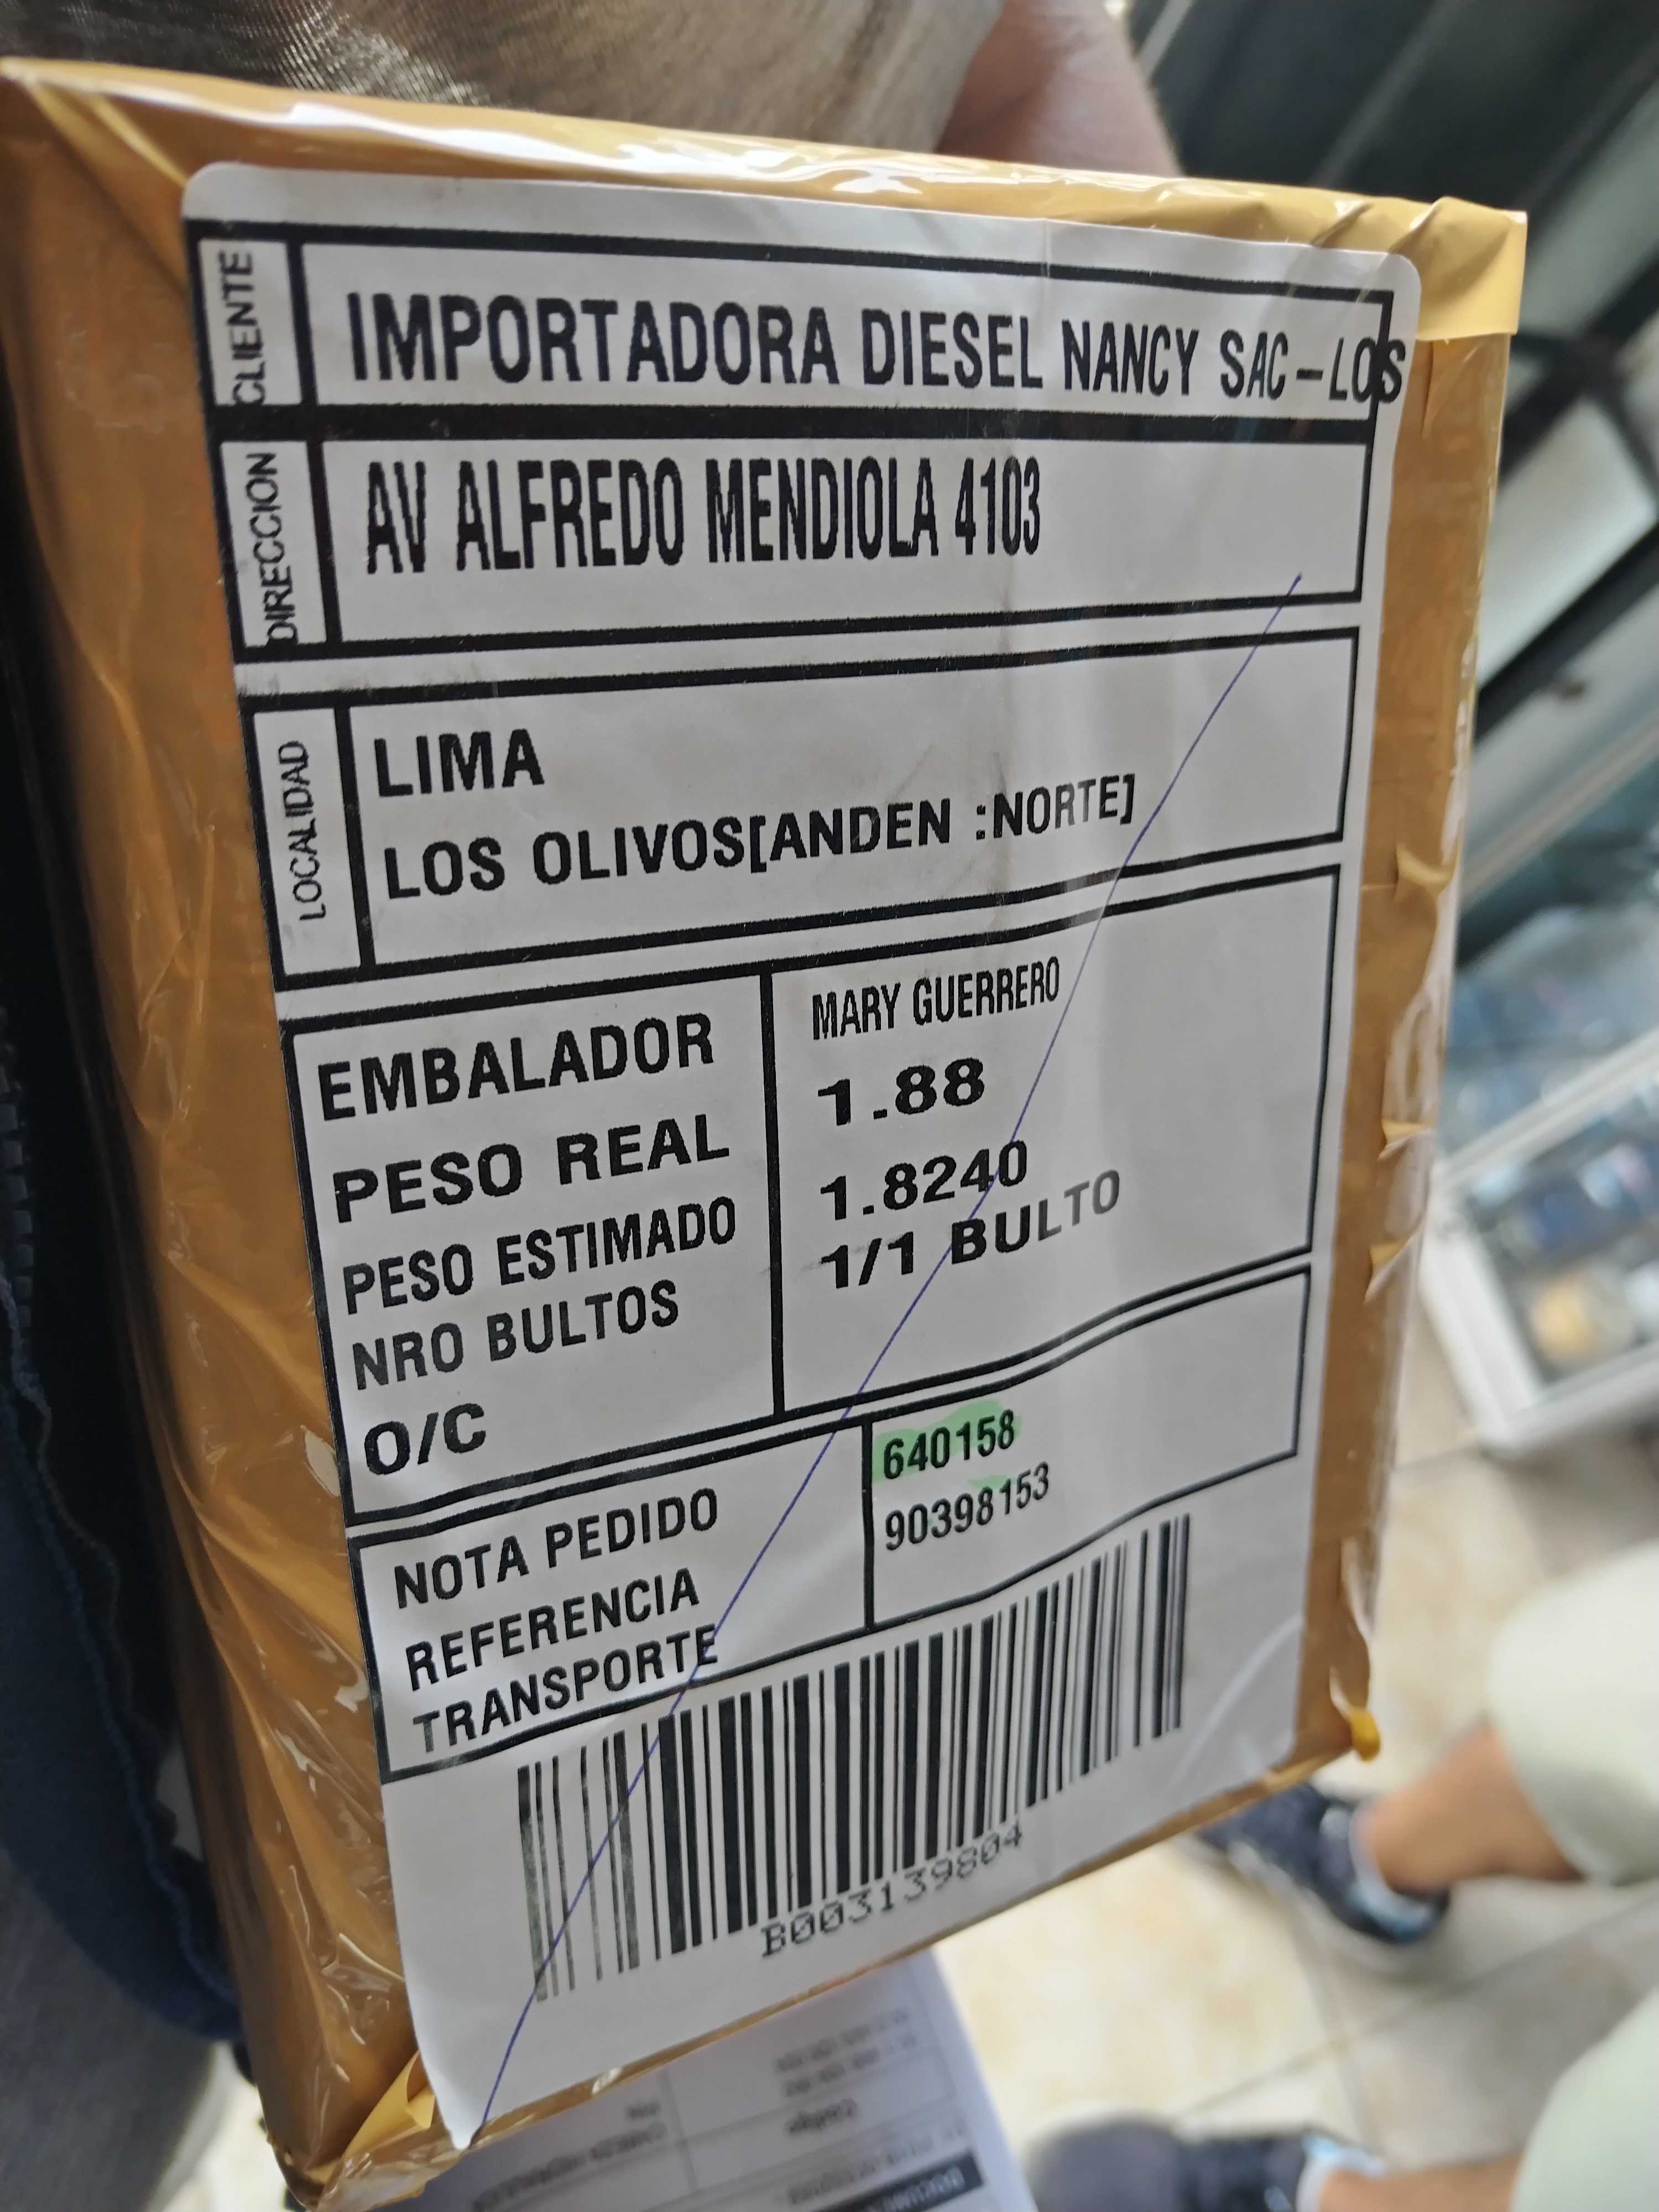 CLIENTE
IMPORTADORA DIESEL NANCY SAC-LOS
DIRECCION
AV ALFREDO MENDIOLA 4103
LOCALIDAD
LIMA
LOS OLIVOS[ANDEN :NORTE]
EMBALADOR MARY GUERRERO
PESO REAL 1.88
PESO ESTIMADO 1.8240
NRO BULTOS 1/1 BULTO
O/C
NOTA PEDIDO 640158
REFERENCIA 90398153
TRANSPORTE
B003139804